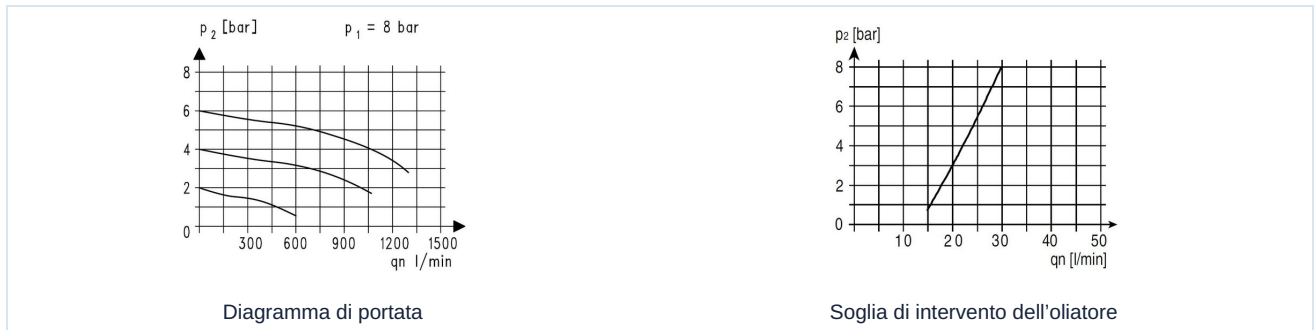 p 2 [bar]
p 1 = 8 bar
8
6
4
2
0
300 600 900 1200 1500
qn l/min
Diagramma di portata
p2 [bar]
8
6
4
2
0
10 20 30 40 50
qn [l/min]
Soglia di intervento dell’oliatore